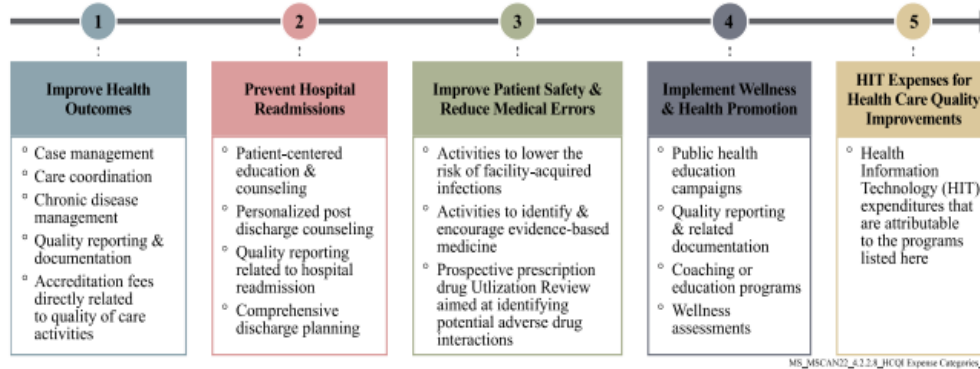 1
2
3
4
5
Improve Health
Outcomes
° Case management
° Care coordination
° Chronic disease
management
° Quality reporting &
documentation
° Accreditation fees
directly related
to quality of care
activities
Prevent Hospital
Readmissions
° Patient-centered
education &
counseling
° Personalized post
discharge counseling
° Quality reporting
related to hospital
readmission
° Comprehensive
discharge planning
Improve Patient Safety &
Reduce Medical Errors
° Activities to lower the
risk of facility-acquired
infections
° Activities to identify &
encourage evidence-based
medicine
° Prospective prescription
drug Utlization Review
aimed at identifying
potential adverse drug
interactions
Implement Wellness
& Health Promotion
° Public health
education
campaigns
° Quality reporting
& related
documentation
° Coaching or
education programs
° Wellness
assessments
HIT Expenses for
Health Care Quality
Improvements
° Health
Information
Technology (HIT)
expenditures that
are attributable
to the programs
listed here
MS_MSCAN22_4.2.2.8_HCQI Expense Categories_